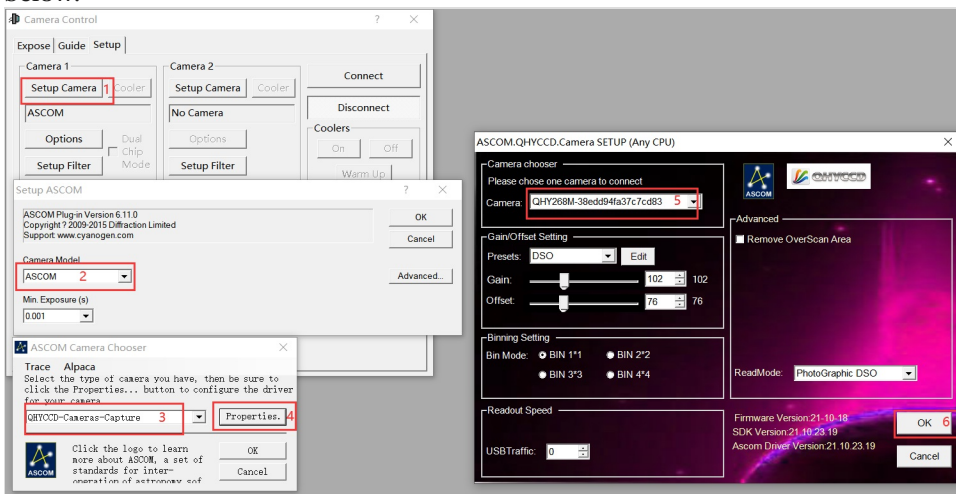 Camera Control ? ×
Expose Guide Setup
Camera 1
Setup Camera 1 Cooler
ASCOM
Options
Dual Chip Mode
Setup Filter
Camera 2
Setup Camera Cooler
No Camera
Options
Setup Filter
Connect
Disconnect
Coolers
On Off
Warm Up
Setup ASCOM ? ×
ASCOM Plug-in Version 6.11.0
Copyright ? 2009-2015 Diffraction Limited
Support: www.cyanogen.com
OK
Cancel
Camera Model
ASCOM 2
Advanced...
Min. Exposure (s)
0.001
ASCOM Camera Chooser ×
Trace Alpaca
Select the type of camera you have, then be sure to
click the Properties... button to configure the driver
for your camera.
QHYCCD-Cameras-Capture 3
Properties. 4
Click the logo to
learn more about ASCOM, a set of
standards for inter-
operation of astronomy sof
ASCOM
OK
Cancel
ASCOM.QHYCCD.Camera SETUP (Any CPU) ×
Camera chooser
Please chose one camera to connect
Camera: QHY268M-38edd94fa37c7cd83 5
ASCOM
QHYCCD
Gain/Offset Setting
Presets: DSO Edit
Gain: 102 102
Offset: 76 76
Advanced
Remove OverScan Area
Binning Setting
Bin Mode: BIN 1*1 BIN 2*2
BIN 3*3 BIN 4*4
ReadMode: PhotoGraphic DSO
Readout Speed
USBTraffic: 0
Firmware Version:21-10-18
SDK Version:21.10.23.19
Ascom Driver Version:21.10.23.19
OK 6
Cancel